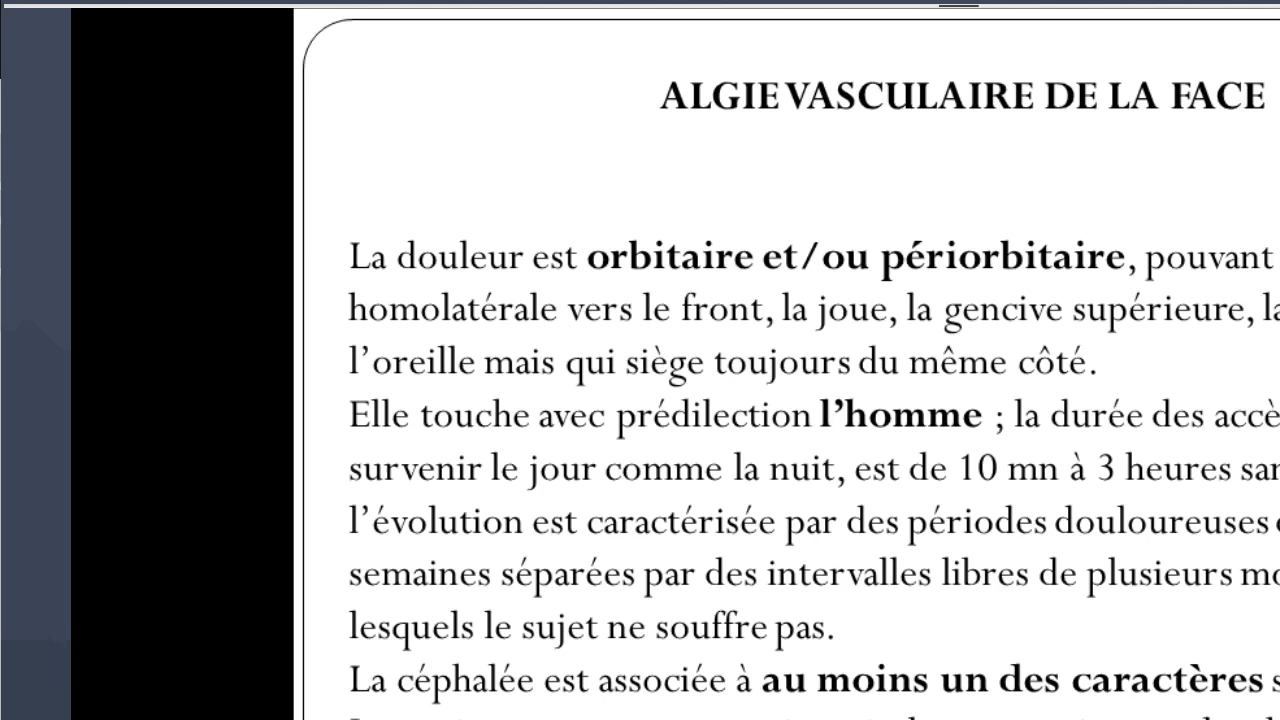 ALGIE VASCULAIRE DE LA FACE
La douleur est orbitaire et/ou périorbitaire, pouvant
homolatérale vers le front, la joue, la gencive supérieure,
l’oreille mais qui siège toujours du même côté.
Elle touche avec prédilection l’homme ; la durée des
survenir le jour comme la nuit, est de 10 mn à 3 heures
l’évolution est caractérisée par des périodes douloureuses
semaines séparées par des intervalles libres de plusieurs
lesquels le sujet ne souffre pas.
La céphalée est associée à au moins un des caractères